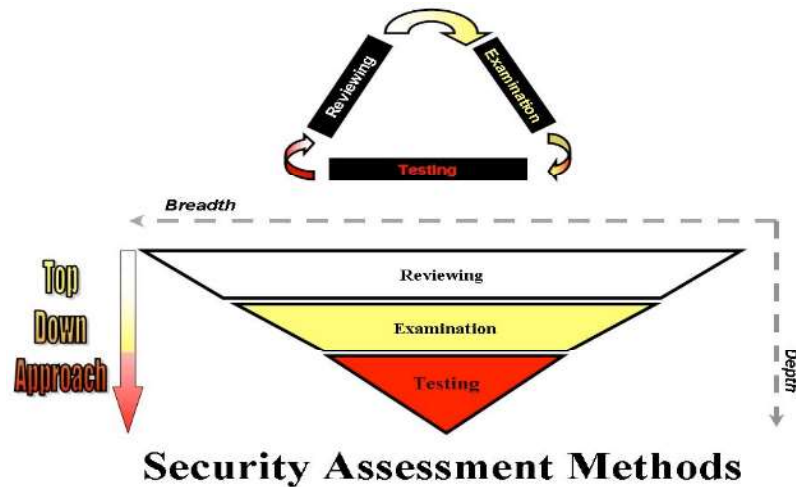 Reviewing
Examination
Testing
Breadth
Reviewing
Top
Down
Approach
Examination
Testing
Depth
Security Assessment Methods